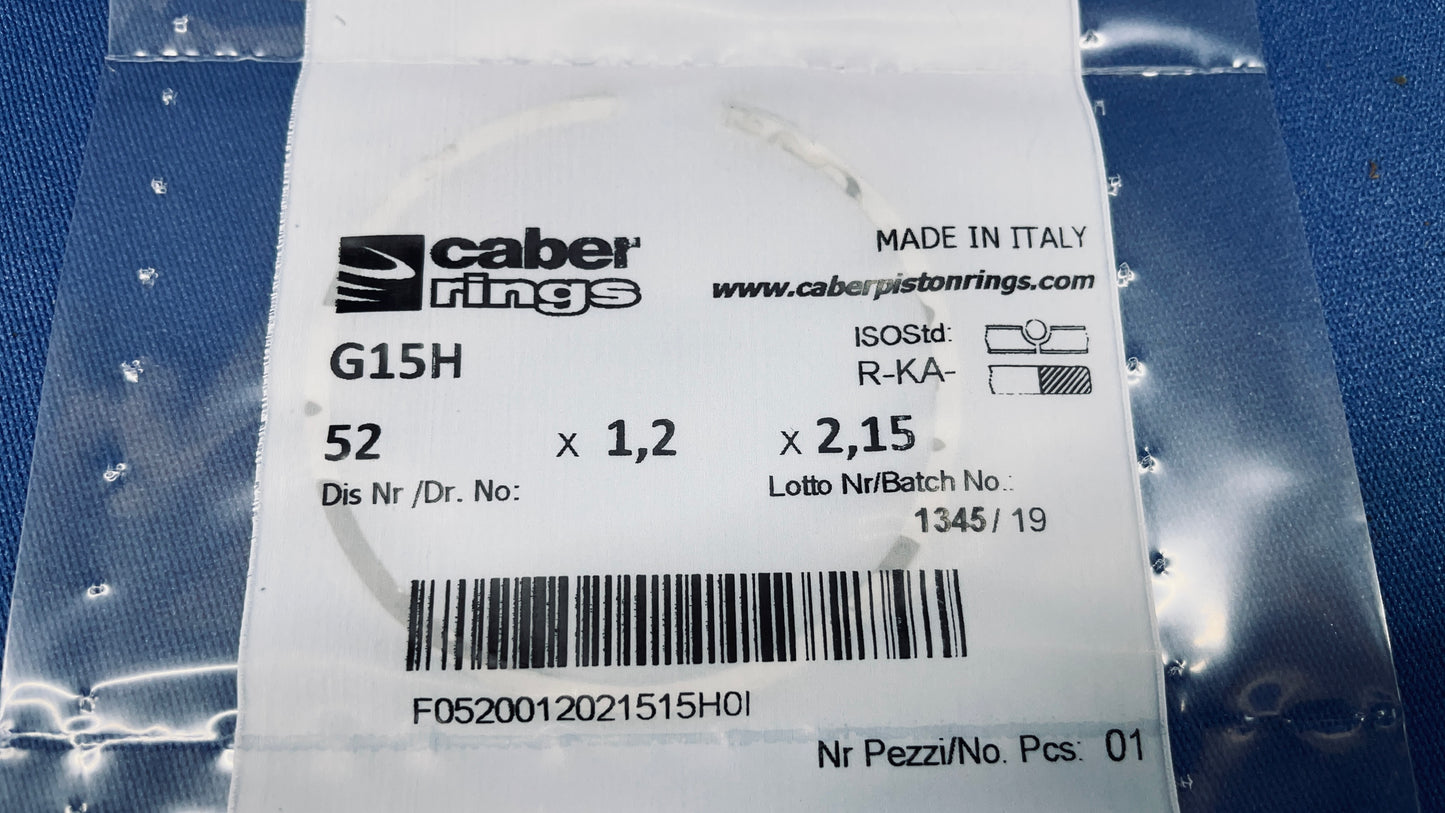 caber
rings
MADE IN ITALY
www.caberpistonrings.com
G15H
ISOStd:
R-KA-
52 x 1,2 x 2,15
Dis Nr /Dr. No:
Lotto Nr/Batch No.:
1345/ 19
F0520012021515H0I
Nr Pezzi/No. Pcs: 01